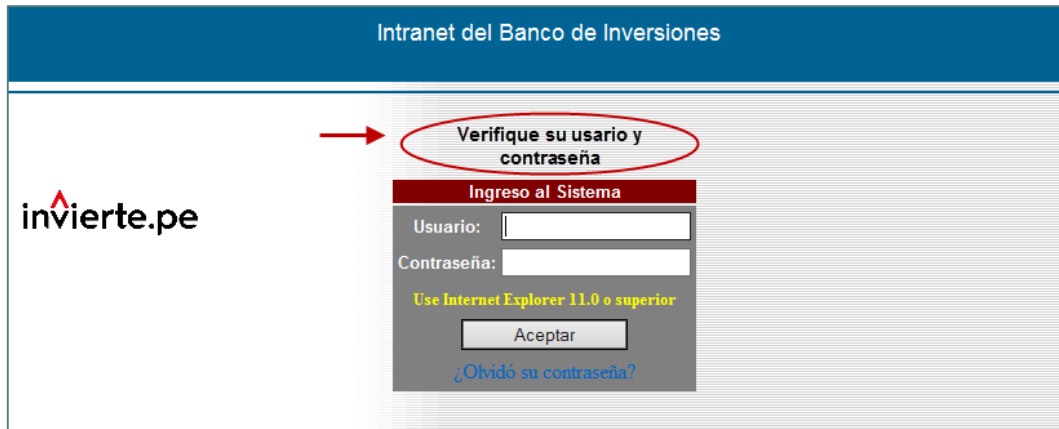 Intranet del Banco de Inversiones
Verifique su usario y
contraseña
invierte.pe
Ingreso al Sistema
Usuario:
Contraseña:
Use Internet Explorer 11.0 o superior
Aceptar
¿Olvidó su contraseña?